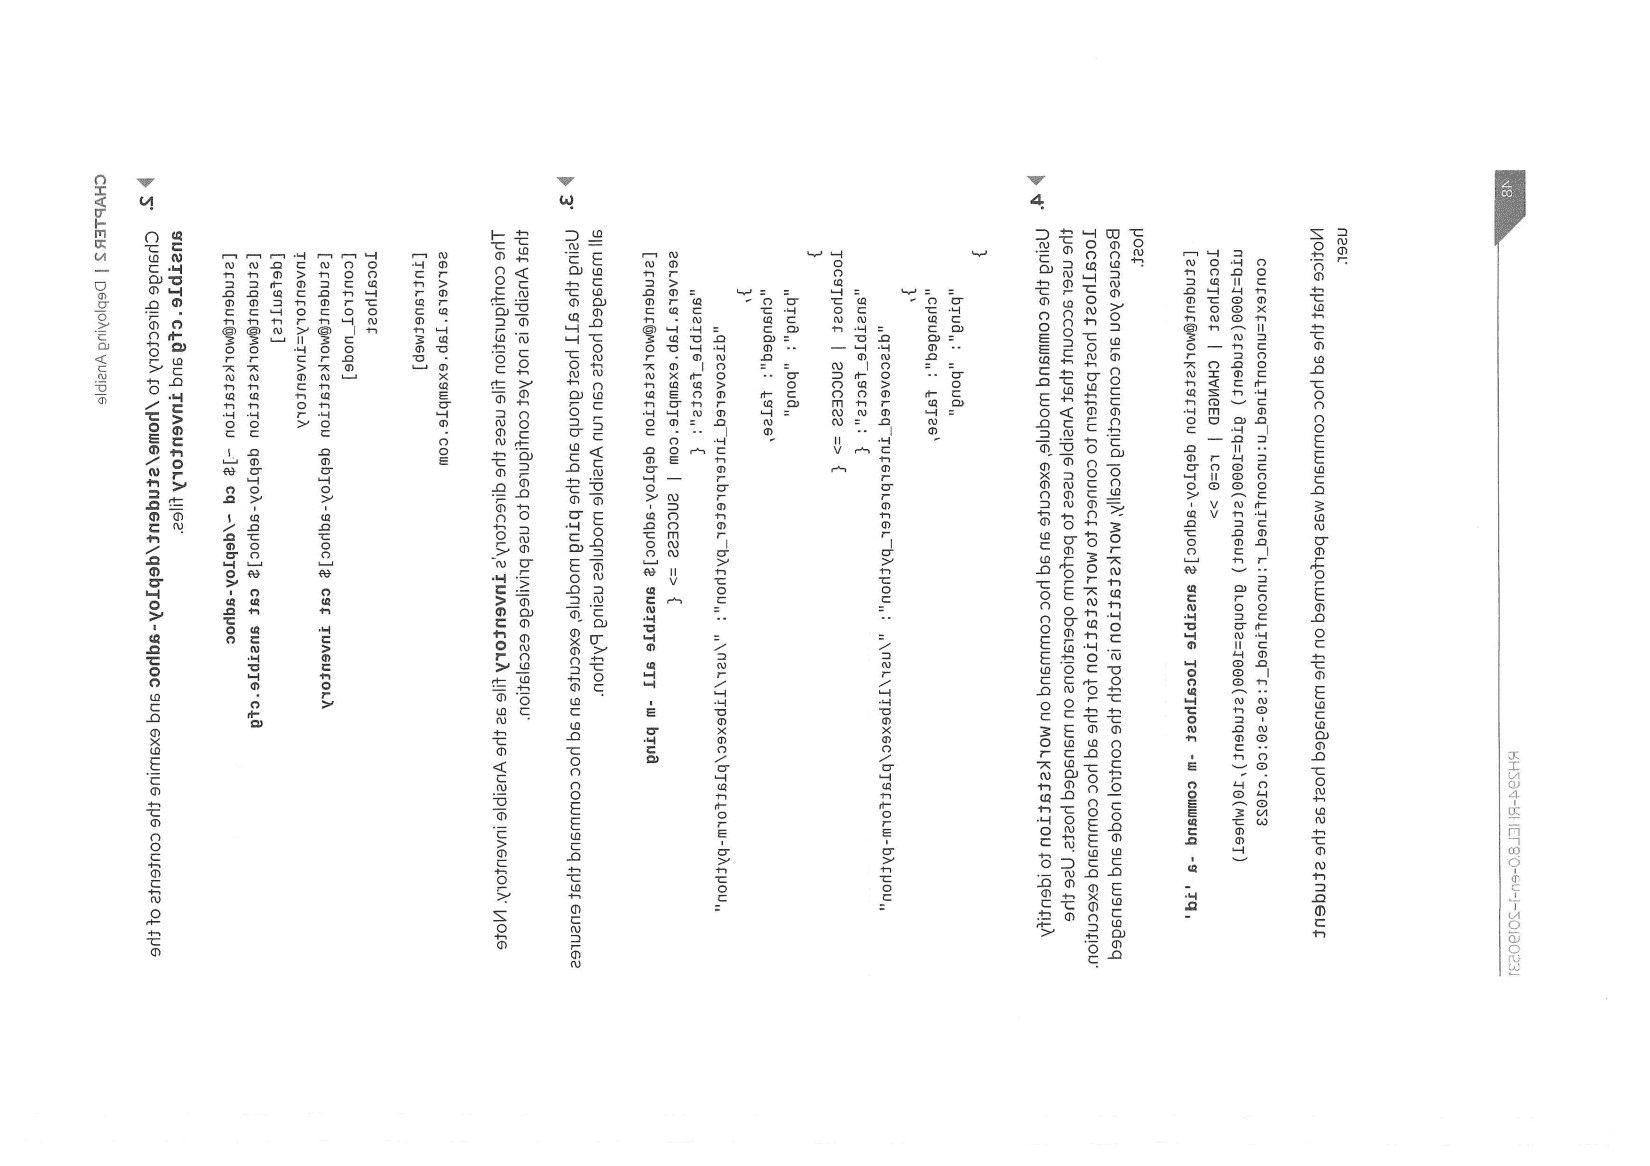 CHAPTER 2 | Deploying Ansible
2. Change directory to /home/student/deploy-adhoc and examine the contents of the
ansible.cfg and inventory files.
[student@workstation ~]$ cd ~/deploy-adhoc
[student@workstation deploy-adhoc]$ cat ansible.cfg
[defaults]
inventory=inventory
[student@workstation deploy-adhoc]$ cat inventory
[control_node]
localhost
[intranetweb]
servera.lab.example.com
The configuration file uses the directory's inventory file as the Ansible inventory. Note
that Ansible is not yet configured to use privilege escalation.
3. Using the all host group and the ping module, execute an ad hoc command that ensures
all managed hosts can run Ansible modules using Python.
[student@workstation deploy-adhoc]$ ansible all -m ping
servera.lab.example.com | SUCCESS => {
"ansible_facts": {
"discovered_interpreter_python": "/usr/libexec/platform-python"
},
"changed": false,
"ping": "pong"
}
localhost | SUCCESS => {
"ansible_facts": {
"discovered_interpreter_python": "/usr/libexec/platform-python"
},
"changed": false,
"ping": "pong"
}
4. Using the command module, execute an ad hoc command on workstation to identify
the user account that Ansible uses to perform operations on managed hosts. Use the
localhost host pattern to connect to workstation for the ad hoc command execution.
Because you are connecting locally, workstation is both the control node and managed
host.
[student@workstation deploy-adhoc]$ ansible localhost -m command -a 'id'
localhost | CHANGED | rc=0 >>
uid=1000(student) gid=1000(student) groups=1000(student),10(wheel)
context=unconfined_u:unconfined_r:unconfined_t:s0-s0:c0.c1023
Notice that the ad hoc command was performed on the managed host as the student
user.
48
RH294-RHEL8.0-en-1-20190531